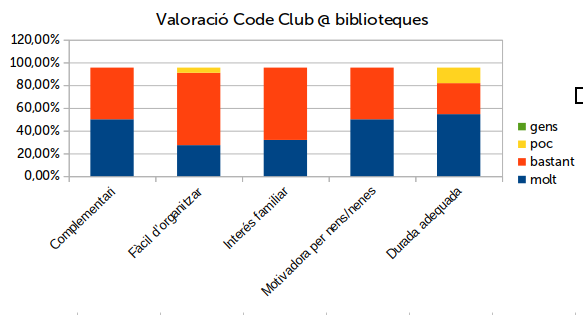 Valoració Code Club @ biblioteques
120,00%
100,00%
80,00%
60,00%
40,00%
20,00%
0,00%
gens
poc
bastant
molt
Complementari
Fàcil d'organitzar
Interés familiar
Motivadora per nens/nenes
Durada adequada